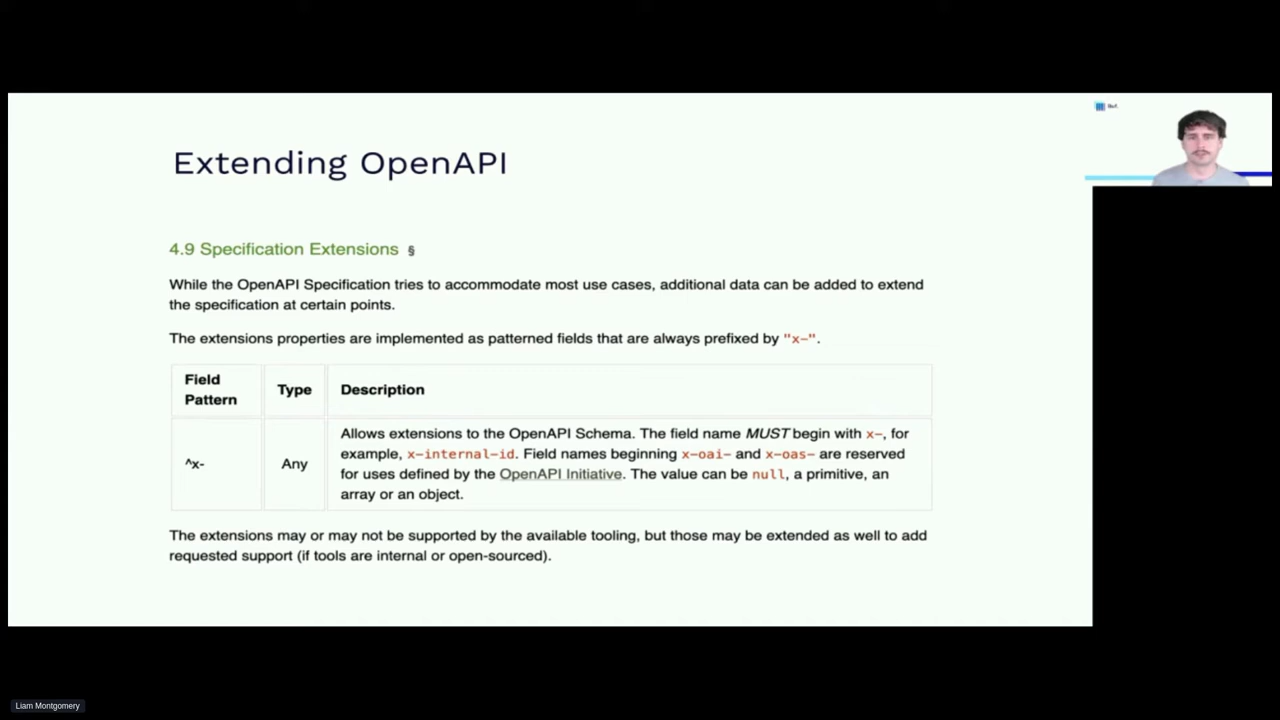 Extending OpenAPI
4.9 Specification Extensions §
While the OpenAPI Specification tries to accommodate most use cases, additional data can be added to extend
the specification at certain points.
The extensions properties are implemented as patterned fields that are always prefixed by "x-".
Field
Pattern
Type
Description
^x-
Any
Allows extensions to the OpenAPI Schema. The field name MUST begin with x-, for
example, x-internal-id. Field names beginning x-oai- and x-oas- are reserved
for uses defined by the OpenAPI Initiative. The value can be null, a primitive, an
array or an object.
The extensions may or may not be supported by the available tooling, but those may be extended as well to add
requested support (if tools are internal or open-sourced).
Liam Montgomery